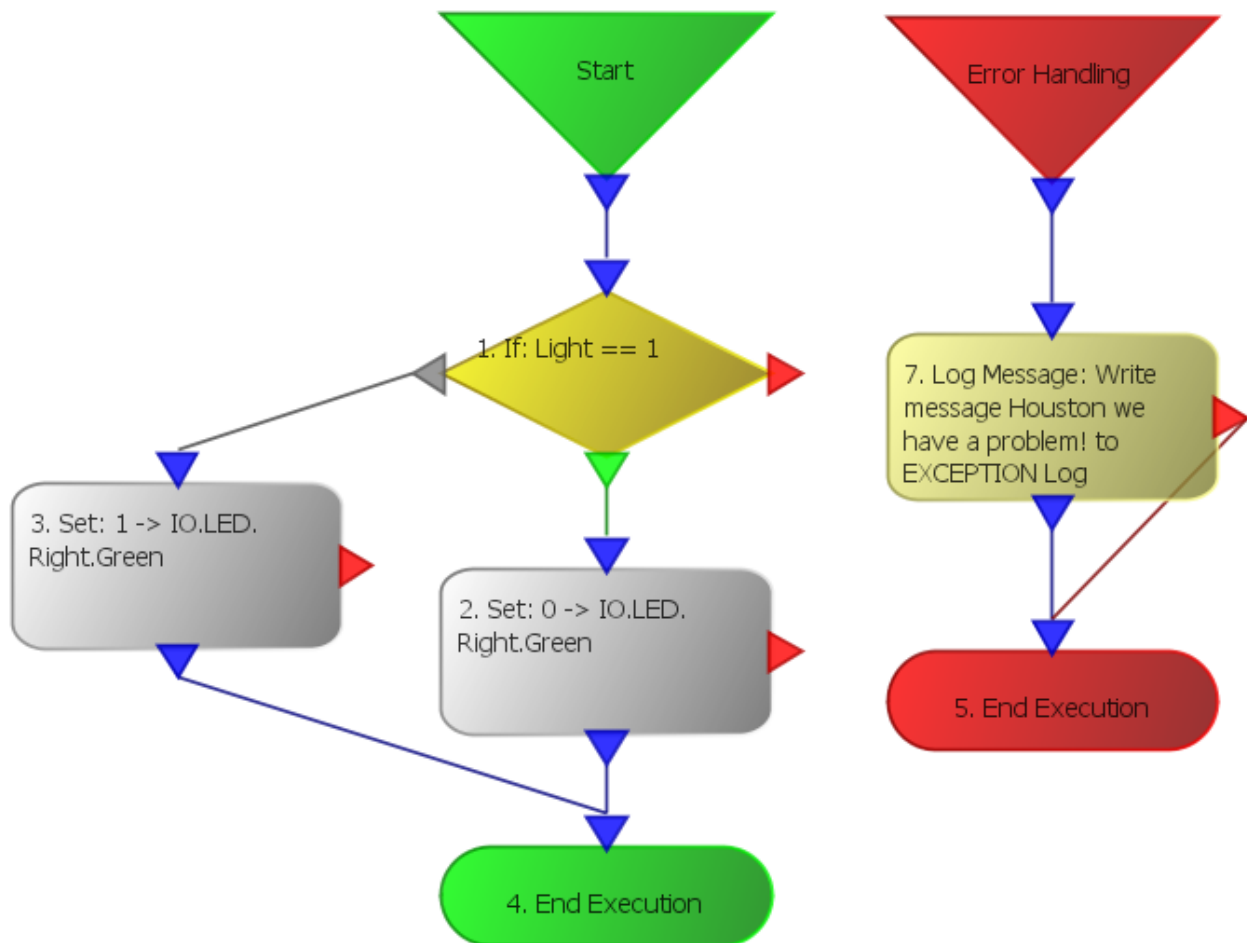 Start
Error Handling
1. If: Light == 1
7. Log Message: Write
message Houston we
have a problem! to
EXCEPTION Log
3. Set: 1 -> IO.LED.
Right.Green
2. Set: 0 -> IO.LED.
Right.Green
5. End Execution
4. End Execution